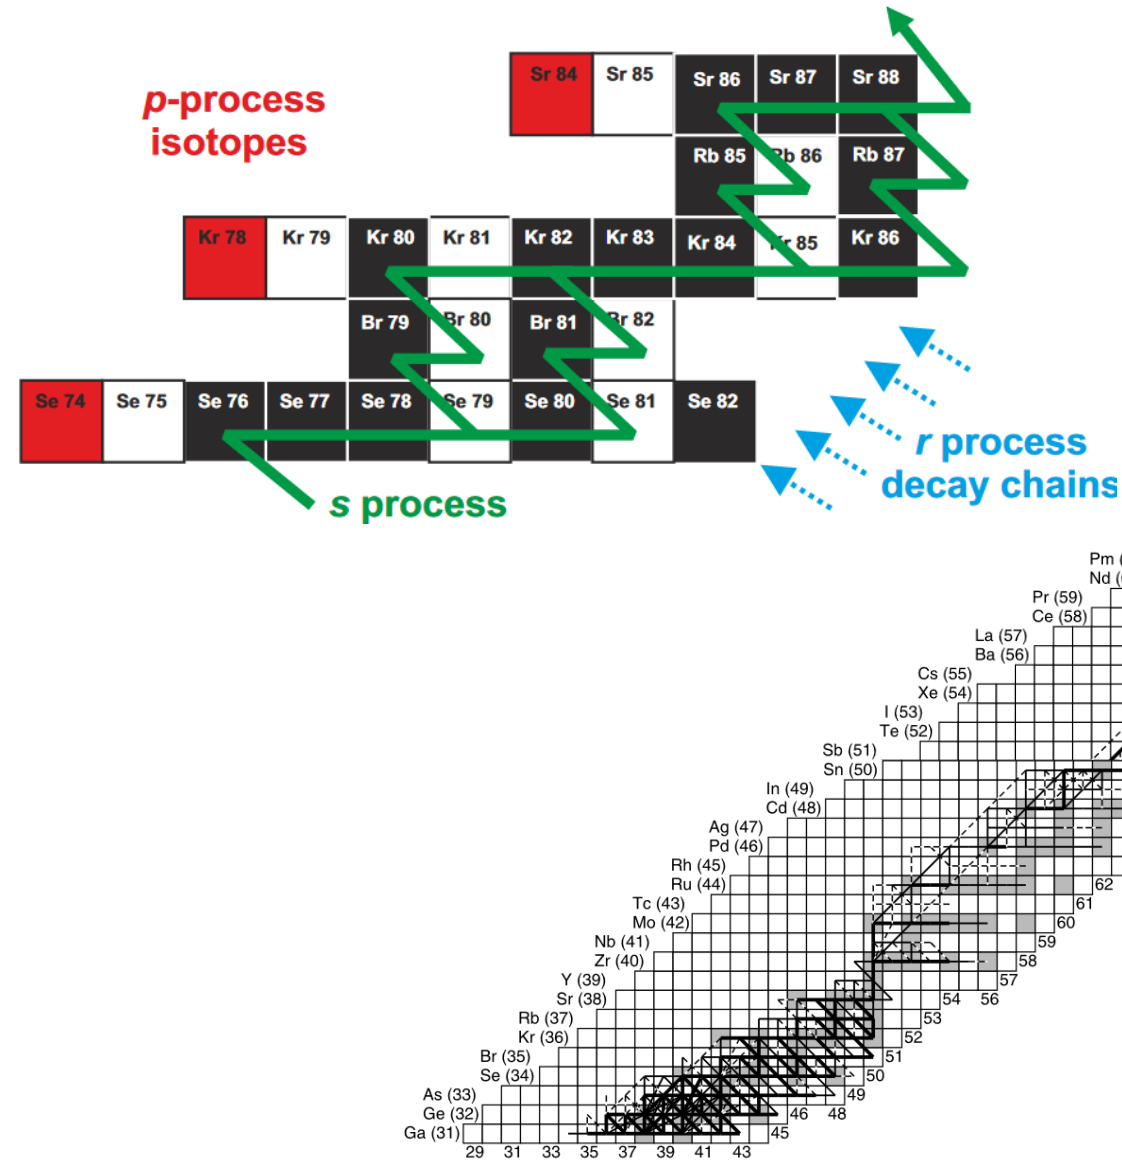 p-process
isotopes
Sr 84 Sr 85 Sr 86 Sr 87 Sr 88
Rb 85 Rb 86 Rb 87
Kr 78 Kr 79 Kr 80 Kr 81 Kr 82 Kr 83 Kr 84 Kr 85 Kr 86
Br 79 Br 80 Br 81 Br 82
Se 74 Se 75 Se 76 Se 77 Se 78 Se 79 Se 80 Se 81 Se 82
r process
decay chains
s process
Pm (
Nd (
Pr (59)
Ce (58)
La (57)
Ba (56)
Cs (55)
Xe (54)
I (53)
Te (52)
Sb (51)
Sn (50)
In (49)
Cd (48)
Ag (47)
Pd (46)
Rh (45)
Ru (44)
62
Tc (43)
61
Mo (42)
60
Nb (41)
59
Zr (40)
58
Y (39)
57
Sr (38)
54 56
Rb (37)
53
Kr (36)
52
Br (35)
51
Se (34)
50
As (33)
49
Ge (32)
46 48
Ga (31)
45
29 31 33 35 37 39 41 43